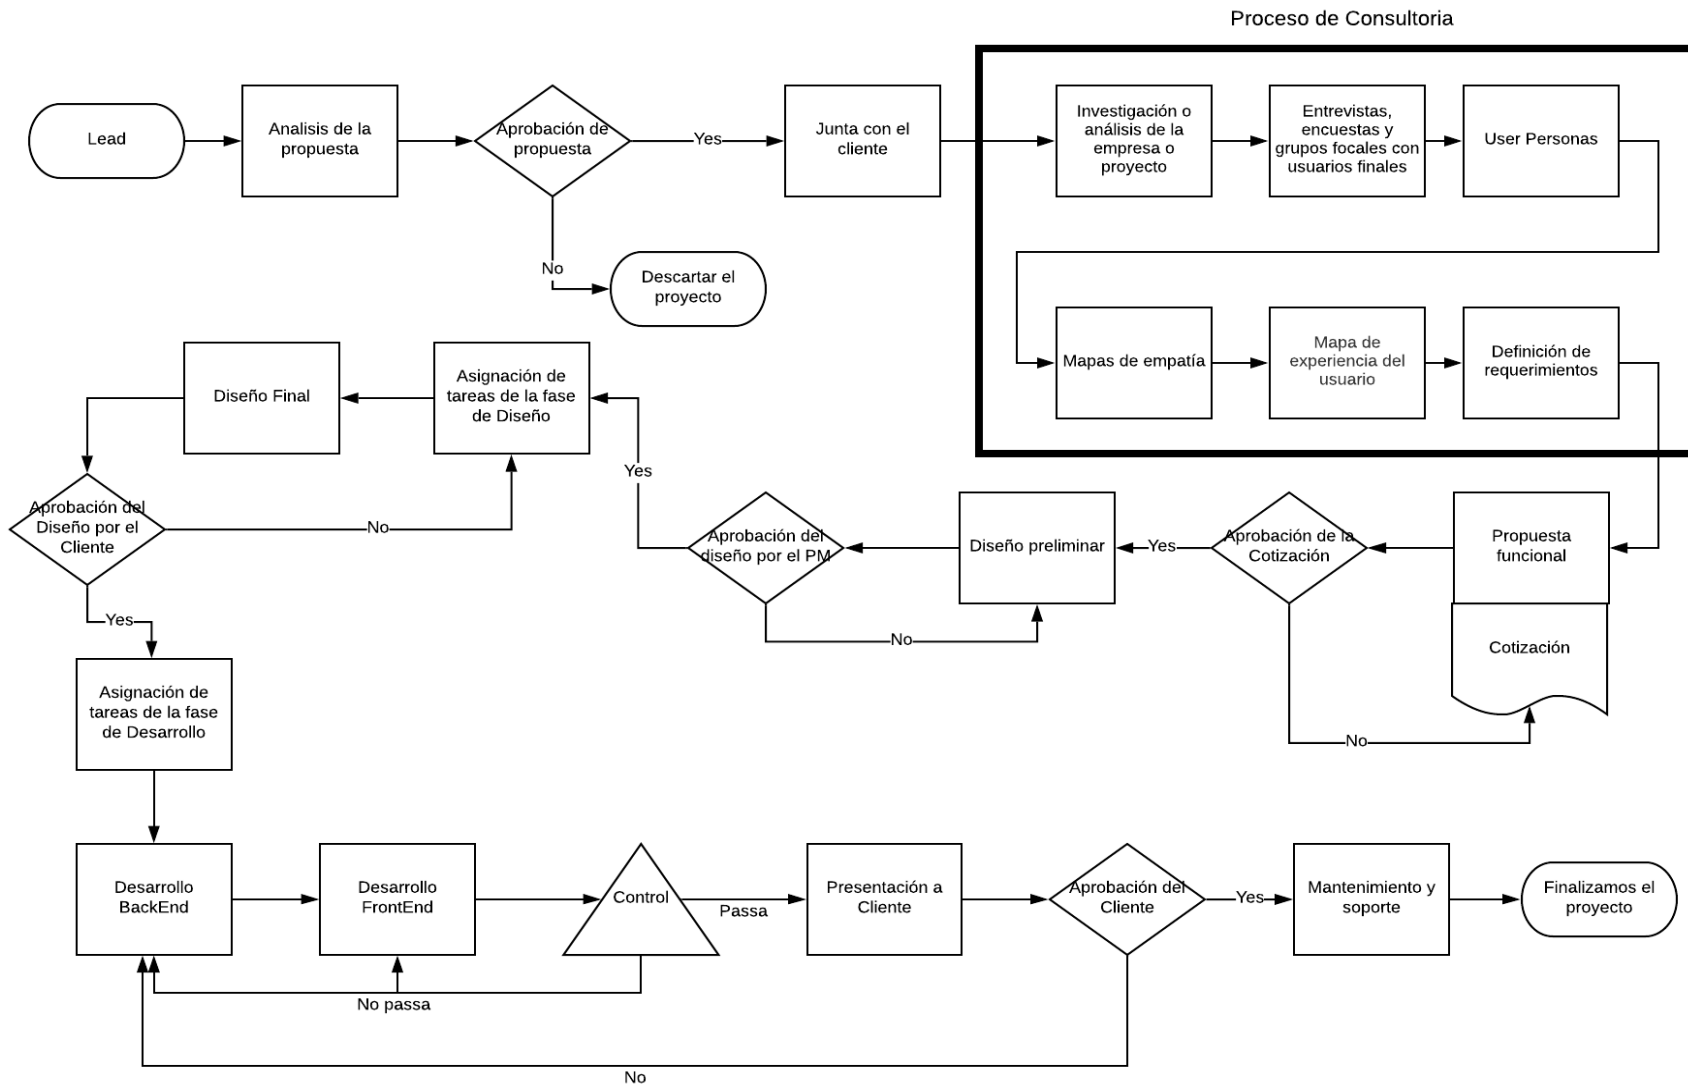 Proceso de Consultoria
Lead
Analisis de la
propuesta
Aprobación de
propuesta
Yes
Junta con el
cliente
Investigación o
análisis de la
empresa o
proyecto
Entrevistas,
encuestas y
grupos focales con
usuarios finales
User Personas
No
Descartar el
proyecto
Mapas de empatía
Mapa de
experiencia del
usuario
Definición de
requerimientos
Diseño Final
Asignación de
tareas de la fase
de Diseño
Yes
Aprobación del
Diseño por el
Cliente
No
Aprobación del
diseño por el PM
Diseño preliminar
Yes
Aprobación de la
Cotización
Propuesta
funcional
No
Cotización
No
Yes
Asignación de
tareas de la fase
de Desarrollo
Desarrollo
BackEnd
Desarrollo
FrontEnd
Control
Passa
Presentación a
Cliente
Aprobación del
Cliente
Yes
Mantenimiento y
soporte
Finalizamos el
proyecto
No passa
No